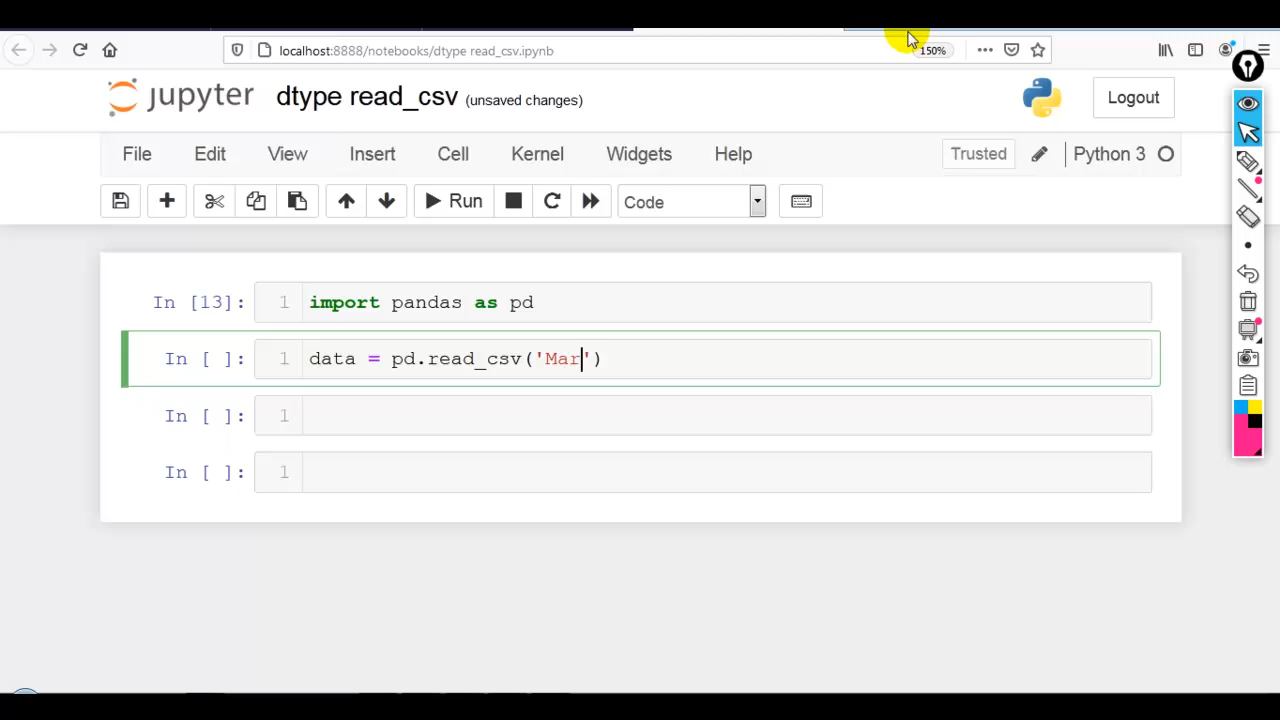 localhost:8888/notebooks/dtype read_csv.ipynb 150%
jupyter dtype read_csv (unsaved changes) Logout
File Edit View Insert Cell Kernel Widgets Help Trusted Python 3
Run Code
In [13]: 1 import pandas as pd
In [ ]: 1 data = pd.read_csv('Mar')
In [ ]: 1
In [ ]: 1